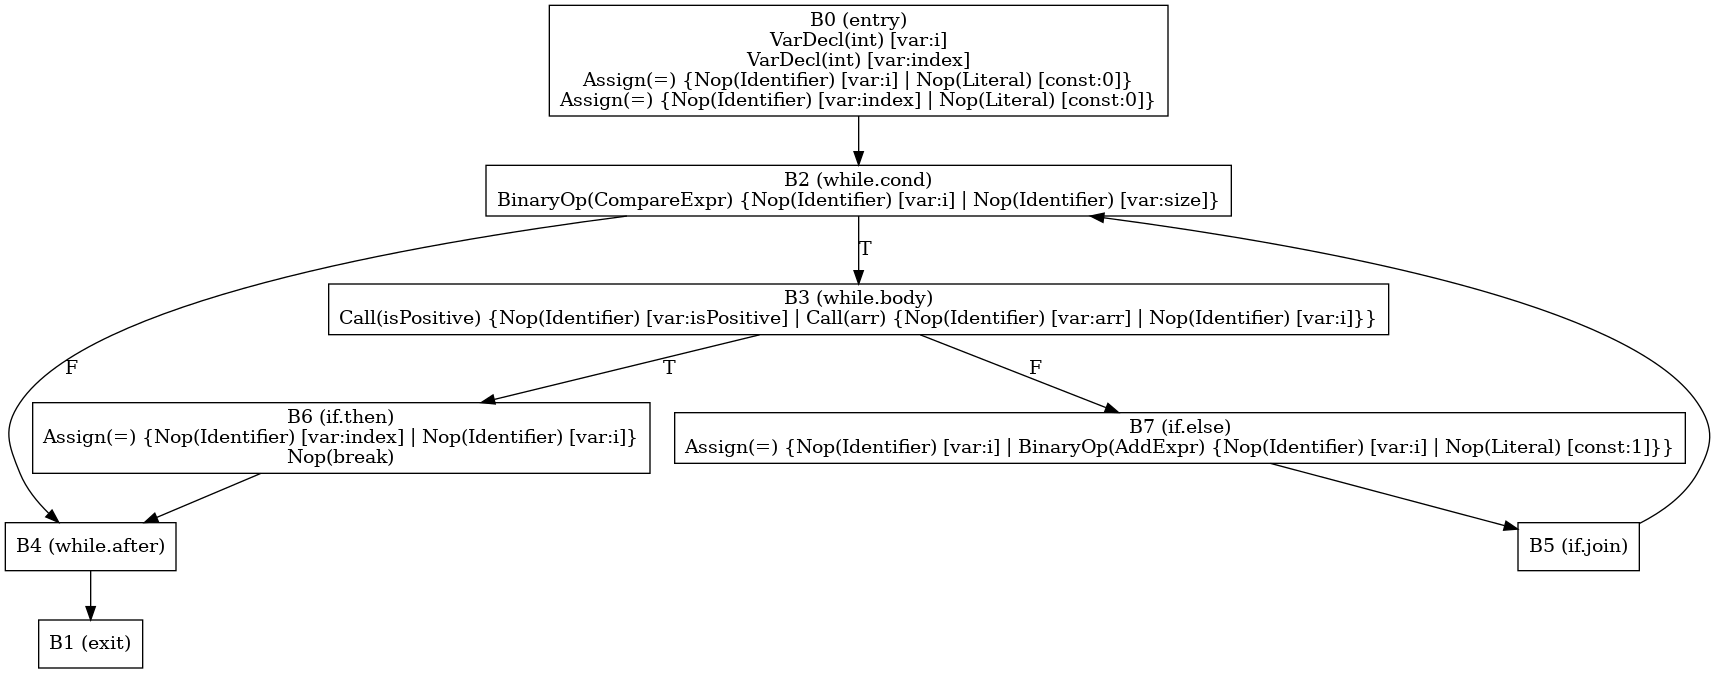 B0 (entry)
VarDecl(int) [var:i]
VarDecl(int) [var:index]
Assign(=) {Nop(Identifier) [var:i] | Nop(Literal) [const:0]}
Assign(=) {Nop(Identifier) [var:index] | Nop(Literal) [const:0]}
B2 (while.cond)
BinaryOp(CompareExpr) {Nop(Identifier) [var:i] | Nop(Identifier) [var:size]}
T
B3 (while.body)
Call(isPositive) {Nop(Identifier) [var:isPositive] | Call(arr) {Nop(Identifier) [var:arr] | Nop(Identifier) [var:i]}}
F
T
F
B6 (if.then)
Assign(=) {Nop(Identifier) [var:index] | Nop(Identifier) [var:i]}
Nop(break)
B7 (if.else)
Assign(=) {Nop(Identifier) [var:i] | BinaryOp(AddExpr) {Nop(Identifier) [var:i] | Nop(Literal) [const:1]}}
B4 (while.after)
B5 (if.join)
B1 (exit)